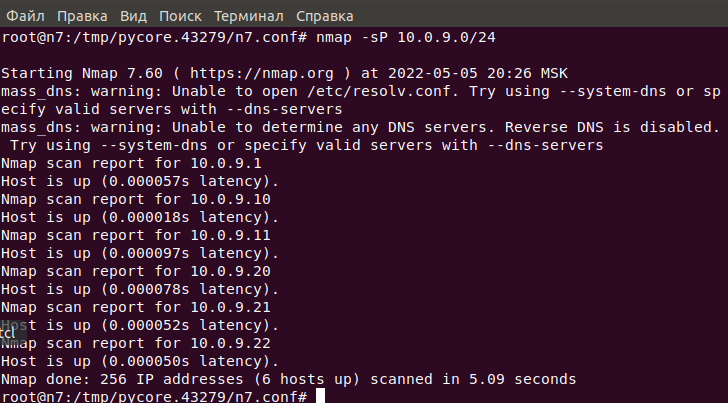 Файл Правка Вид Поиск Терминал Справка
root@n7:/tmp/pycore.43279/n7.conf# nmap -sP 10.0.9.0/24
Starting Nmap 7.60 ( https://nmap.org ) at 2022-05-05 20:26 MSK
mass_dns: warning: Unable to open /etc/resolv.conf. Try using --system-dns or sp
ecify valid servers with --dns-servers
mass_dns: warning: Unable to determine any DNS servers. Reverse DNS is disabled.
Try using --system-dns or specify valid servers with --dns-servers
Nmap scan report for 10.0.9.1
Host is up (0.000057s latency).
Nmap scan report for 10.0.9.10
Host is up (0.000018s latency).
Nmap scan report for 10.0.9.11
Host is up (0.000097s latency).
Nmap scan report for 10.0.9.20
Host is up (0.000078s latency).
Nmap scan report for 10.0.9.21
Host is up (0.000052s latency).
tcl
Nmap scan report for 10.0.9.22
Host is up (0.000050s latency).
Nmap done: 256 IP addresses (6 hosts up) scanned in 5.09 seconds
root@n7:/tmp/pycore.43279/n7.conf#